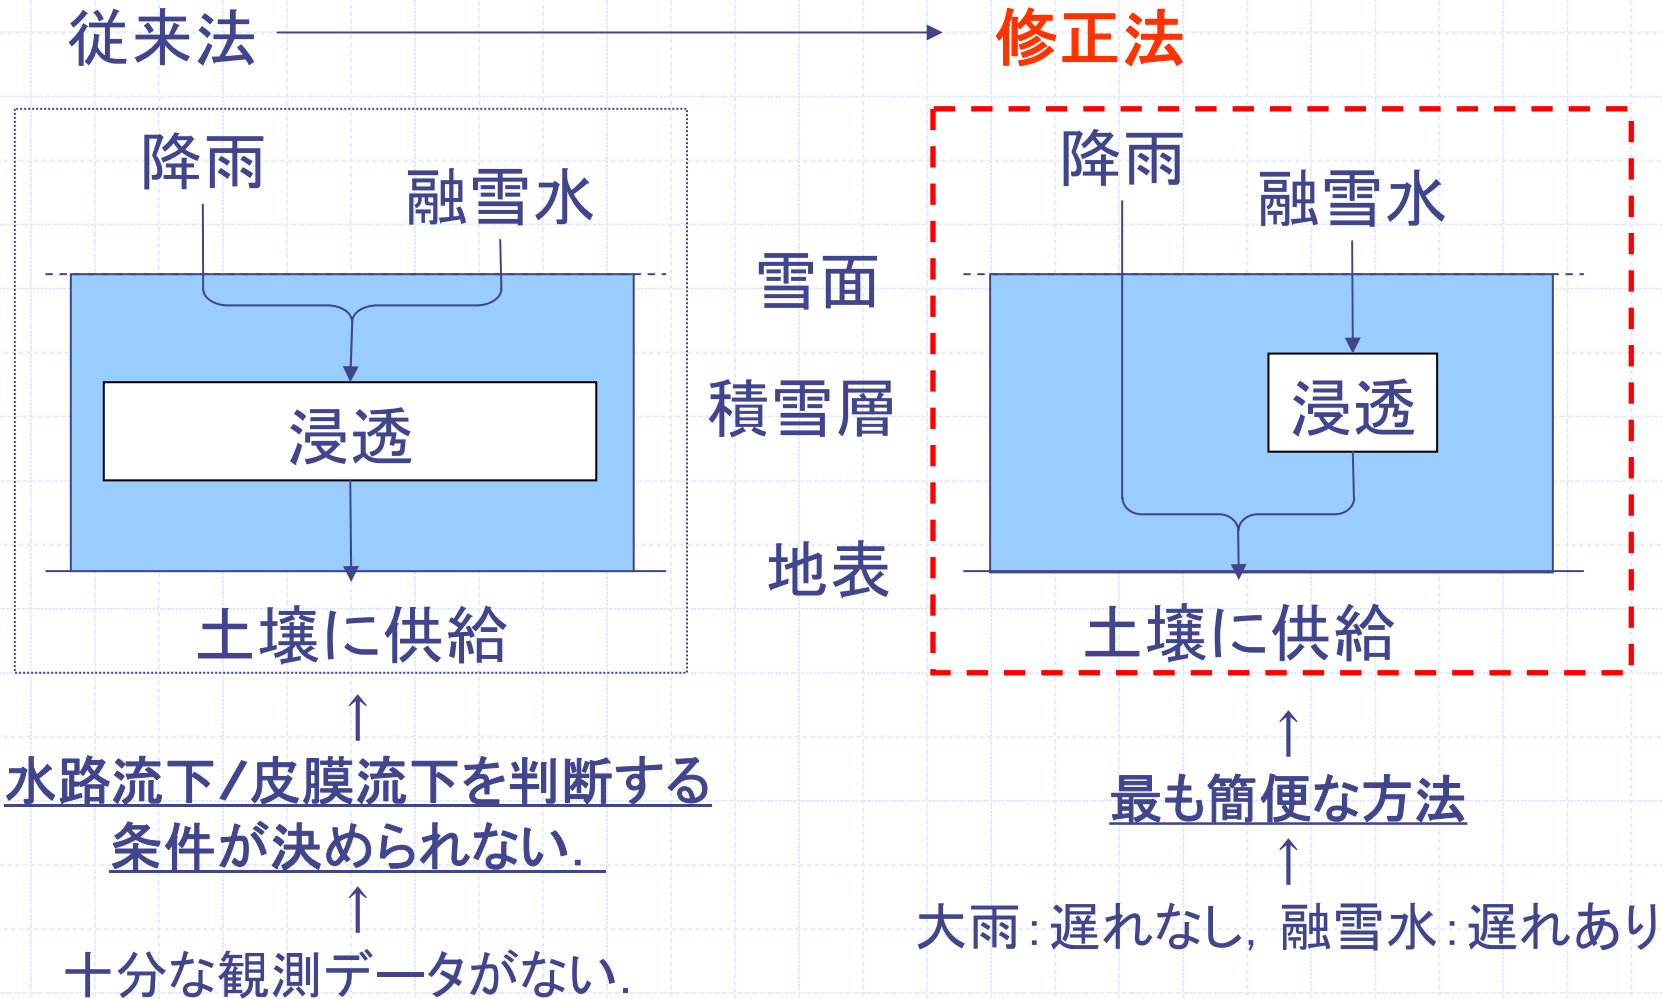 従来法
修正法
降雨
融雪水
浸透
土壌に供給
雪面
積雪層
地表
降雨
融雪水
浸透
土壌に供給
↑
水路流下/皮膜流下を判断する
条件が決められない.
↑
十分な観測データがない.
↑
最も簡便な方法
↑
大雨:遅れなし, 融雪水:遅れあり